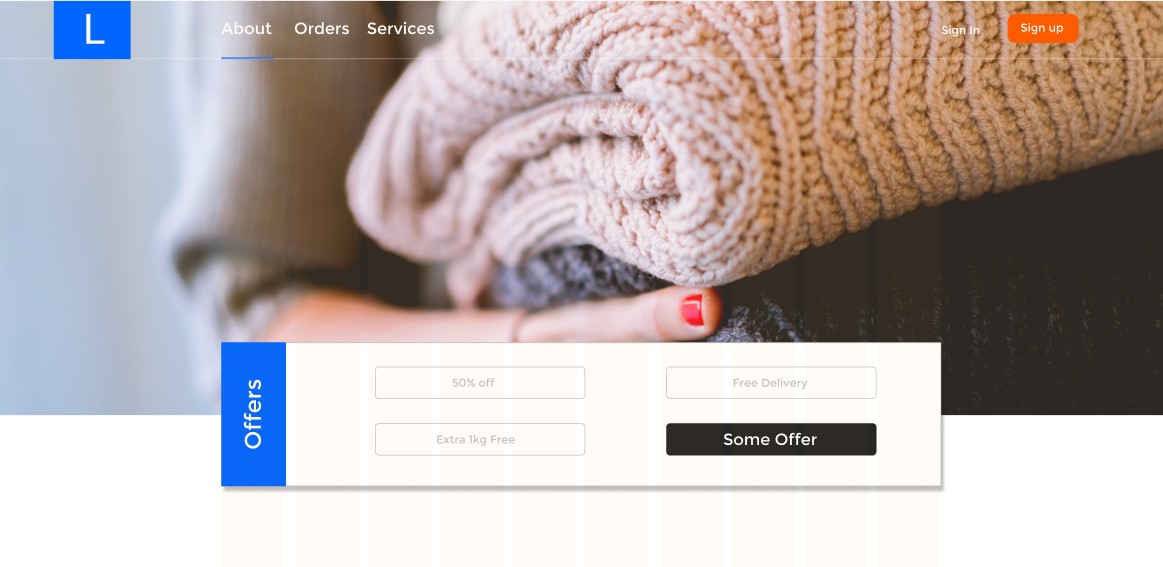 L
About Orders Services
Sign In
Sign up
Offers
50% off
Free Delivery
Extra 1kg Free
Some Offer